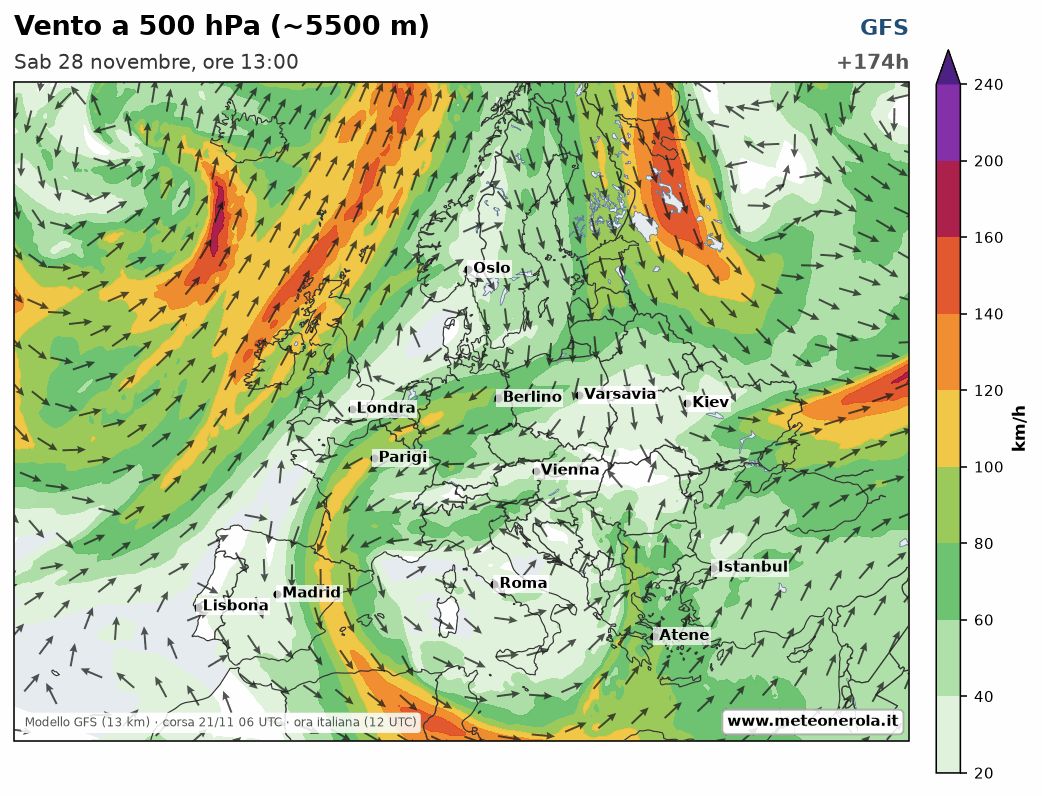 Vento a 500 hPa (~5500 m)
GFS
Sab 28 novembre, ore 13:00
+174h
240
200
160
140
120
100
80
60
40
20
km/h
Oslo
Berlino
Varsavia
Kiev
Londra
Parigi
Vienna
Istanbul
Roma
Madrid
Lisbona
Atene
Modello GFS (13 km) · corsa 21/11 06 UTC · ora italiana (12 UTC)
www.meteonerola.it